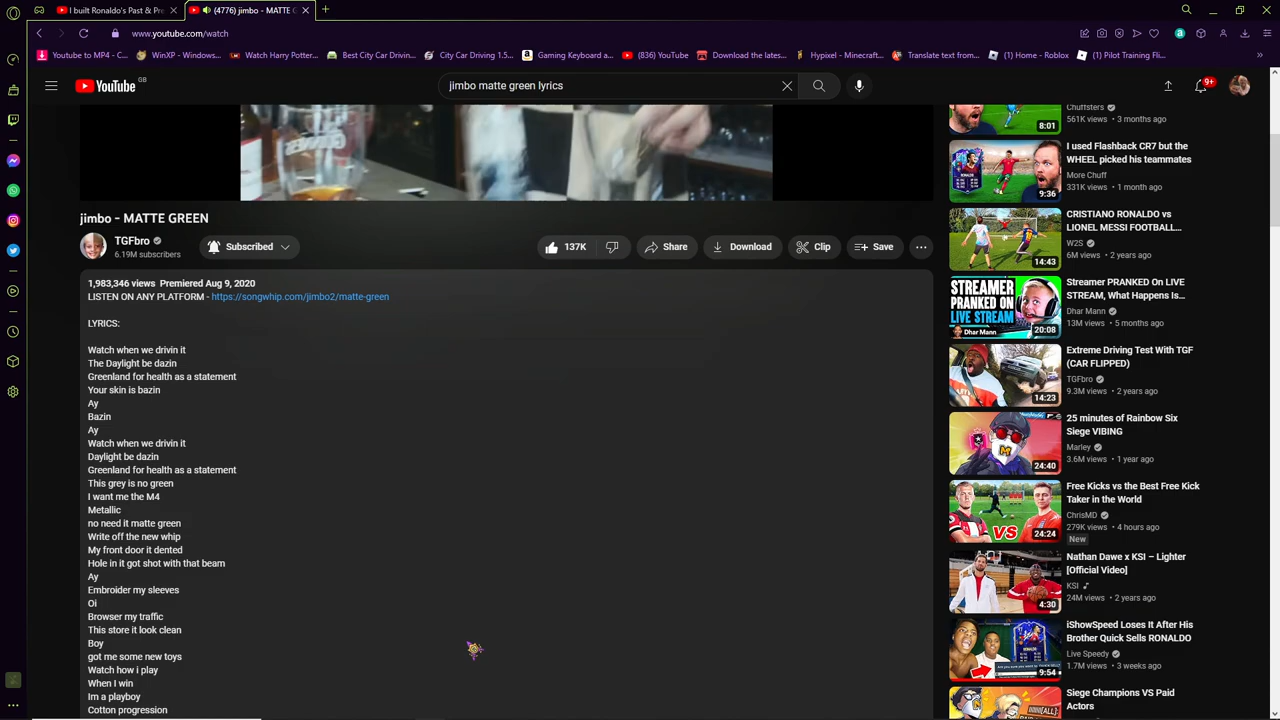 I built Ronaldo's Past & Pre
(4776) jimbo - MATTE G
www.youtube.com/watch
Youtube to MP4 - C...
WinXP - Windows...
Watch Harry Potter...
Best City Car Drivin...
City Car Driving 1.5...
Gaming Keyboard a...
(836) YouTube
Download the lates...
Hypixel - Minecraft...
Translate text from...
(1) Home - Roblox
(1) Pilot Training Fli...
YouTube GB
jimbo matte green lyrics
9+
jimbo - MATTE GREEN
TGFbro
6.19M subscribers
Subscribed
137K
Share
Download
Clip
Save
1,983,346 views Premiered Aug 9, 2020
LISTEN ON ANY PLATFORM - https://songwhip.com/jimbo2/matte-green
LYRICS:
Watch when we drivin it
The Daylight be dazin
Greenland for health as a statement
Your skin is bazin
Ay
Bazin
Ay
Watch when we drivin it
Daylight be dazin
Greenland for health as a statement
This grey is no green
I want me the M4
Metallic
no need it matte green
Write off the new whip
My front door it dented
Hole in it got shot with that beam
Ay
Embroider my sleeves
Oi
Browser my traffic
This store it look clean
Boy
got me some new toys
Watch how i play
When I win
Im a playboy
Cotton progression
Chuffsters
561K views • 3 months ago
8:01
I used Flashback CR7 but the
WHEEL picked his teammates
More Chuff
331K views • 1 month ago
9:36
CRISTIANO RONALDO vs
LIONEL MESSI FOOTBALL...
W2S
6M views • 2 years ago
14:43
STREAMER
PRANKED ON
LIVE STREAM
Dhar Mann
20:08
Streamer PRANKED On LIVE
STREAM, What Happens Is...
Dhar Mann
13M views • 5 months ago
Extreme Driving Test With TGF
(CAR FLIPPED)
TGFbro
9.3M views • 2 years ago
14:23
25 minutes of Rainbow Six
Siege VIBING
Marley
3.6M views • 1 year ago
24:40
Free Kicks vs the Best Free Kick
Taker in the World
ChrisMD
279K views • 4 hours ago
New
VS
24:24
Nathan Dawe x KSI – Lighter
[Official Video]
KSI
24M views • 2 years ago
4:30
iShowSpeed Loses It After His
Brother Quick Sells RONALDO
Live Speedy
1.7M views • 3 weeks ago
9:54
Siege Champions VS Paid
Actors